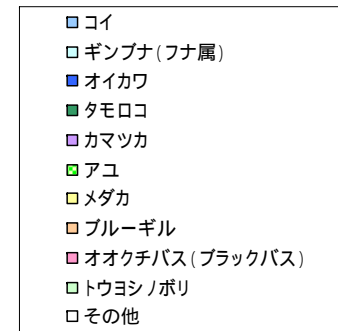 コイ
ギンブナ(フナ属)
オイカワ
タモロコ
カマツカ
アユ
メダカ
ブルーギル
オオクチバス(ブラックバス)
トウヨシノボリ
その他